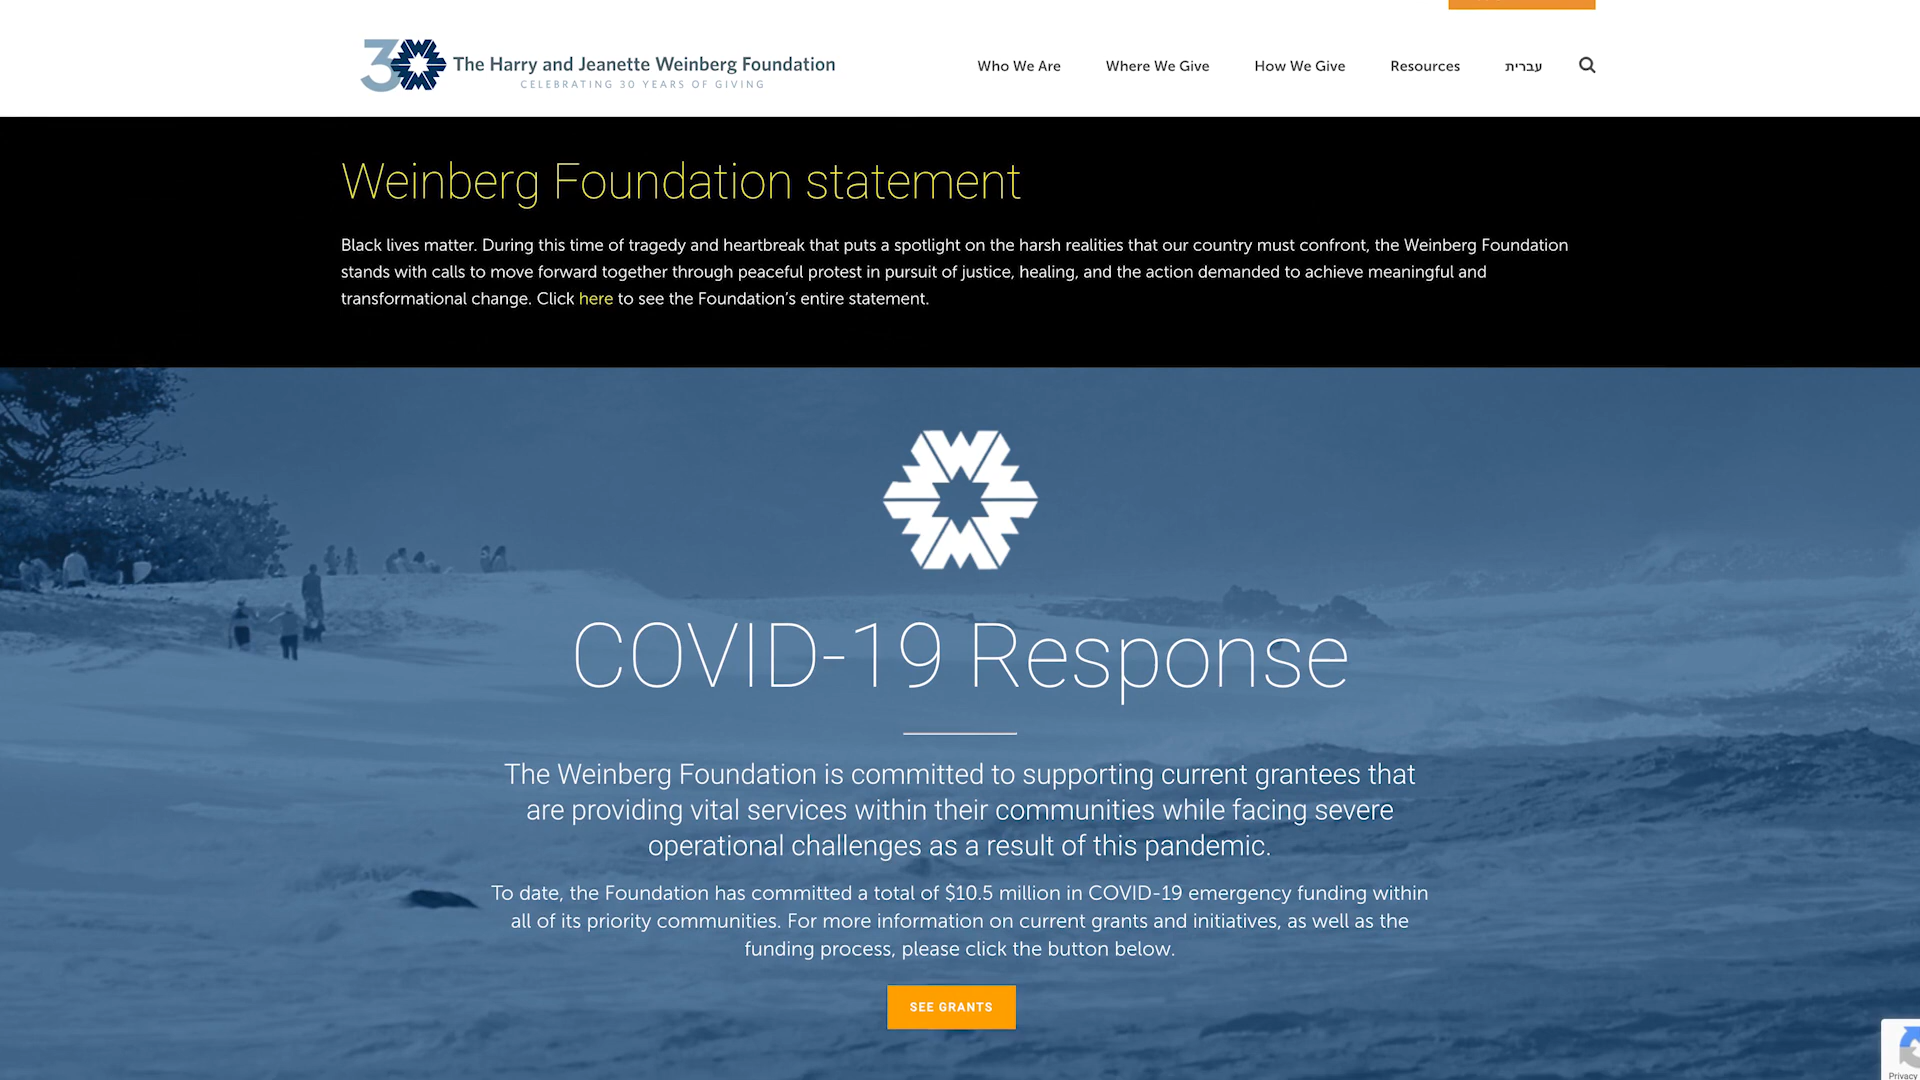 30 The Harry and Jeanette Weinberg Foundation
CELEBRATING 30 YEARS OF GIVING
Who We Are
Where We Give
How We Give
Resources
עברית
Weinberg Foundation statement
Black lives matter. During this time of tragedy and heartbreak that puts a spotlight on the harsh realities that our country must confront, the Weinberg Foundation
stands with calls to move forward together through peaceful protest in pursuit of justice, healing, and the action demanded to achieve meaningful and
transformational change. Click here to see the Foundation’s entire statement.
COVID-19 Response
The Weinberg Foundation is committed to supporting current grantees that
are providing vital services within their communities while facing severe
operational challenges as a result of this pandemic.
To date, the Foundation has committed a total of $10.5 million in COVID-19 emergency funding within
all of its priority communities. For more information on current grants and initiatives, as well as the
funding process, please click the button below.
SEE GRANTS
Privacy